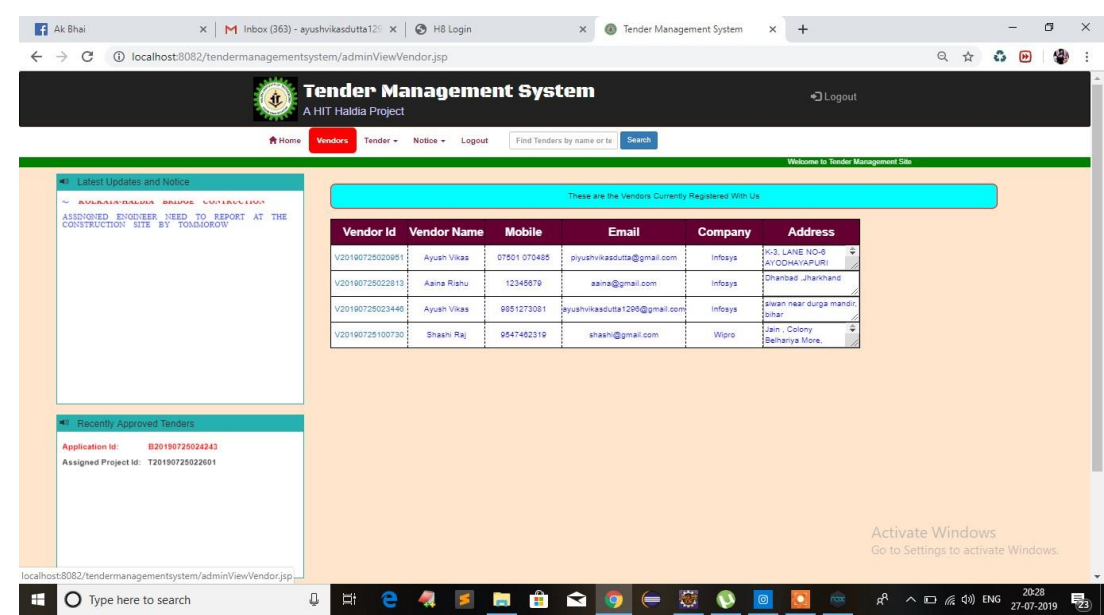 Ak Bhai
Inbox (363) - ayushvikasdutta129
H8 Login
Tender Management System
localhost:8082/tendermanagementsystem/adminViewVendor.jsp
Tender Management System
A HIT Haldia Project
Logout
Home Vendors Tender Notice Logout Find Tenders by name or te Search
Welcome to Tender Management Site
Latest Updates and Notice
KOLKATA-HALDIA BRIDGE CONTRUCTION
ASSINGNED ENGINEER NEED TO REPORT AT THE
CONSTRUCTION SITE BY TOMMOROW
These are the Vendors Currently Registered With Us
Vendor Id Vendor Name Mobile Email Company Address
V20190725020951 Ayush Vikas 07501 070485 piyushvikasdutta@gmail.com Infosys K-3, LANE NO-6
AYODHAYAPURI
V20190725022813 Aaina Rishu 12345679 aaina@gmail.com Infosys Dhanbad ,Jharkhand
V20190725023446 Ayush Vikas 9851273081 ayushvikasdutta1296@gmail.com Infosys siwan near durga mandir,
bihar
V20190725100730 Shashi Raj 9547462319 shashi@gmail.com Wipro Jain , Colony
Belhariya More,
Recently Approved Tenders
Application Id: B20190725024243
Assigned Project Id: T20190725022601
Activate Windows
Go to Settings to activate Windows.
localhost:8082/tendermanagementsystem/adminViewVendor.jsp
Type here to search
ENG
20:28
27-07-2019
23